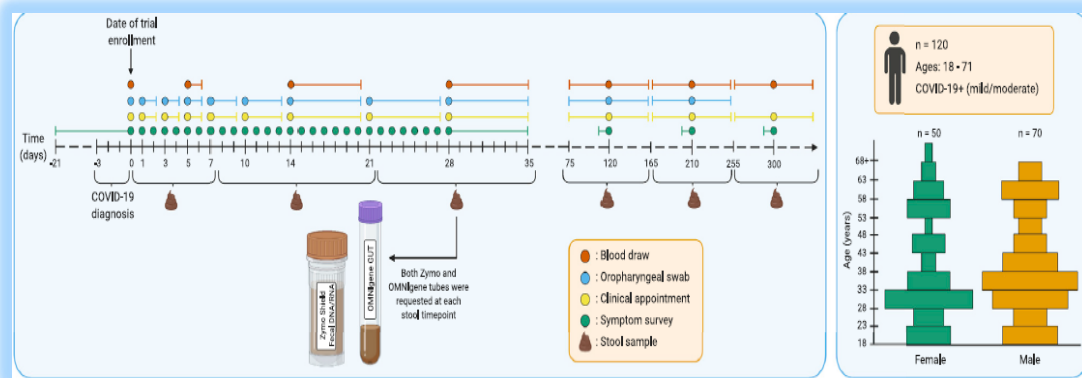 Date of trial
enrollment
Time
(days)
-21
-3
0
1
3
5
7
10
14
21
28
35
75
120
165
210
255
300
COVID-19
diagnosis
Zymo Shield
Fecal DNA/RNA
OMNIgene GUT
Both Zymo and
OMNIgene tubes were
requested at each
stool timepoint
: Blood draw
: Oropharyngeal swab
: Clinical appointment
: Symptom survey
: Stool sample
n = 120
Ages: 18 - 71
COVID-19+ (mild/moderate)
n = 50
n = 70
Age (years)
68+
63
58
53
48
43
38
33
28
23
18
Female
Male